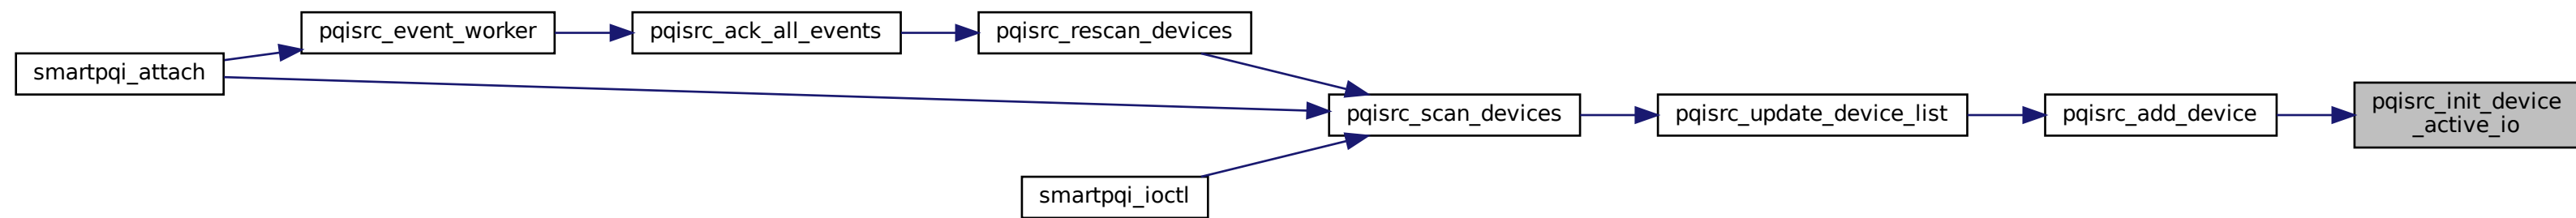 pqisrc_event_worker
pqisrc_ack_all_events
pqisrc_rescan_devices
smartpqi_attach
pqisrc_scan_devices
pqisrc_update_device_list
pqisrc_add_device
pqisrc_init_device
_active_io
smartpqi_ioctl